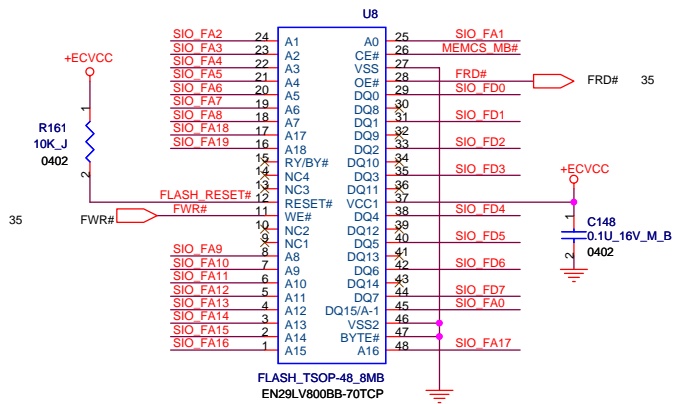 U8
SIO_FA2 24 A1 A0 25 SIO_FA1
SIO_FA3 23 A2 CE# 26 MEMCS_MB#
SIO_FA4 22 A3 VSS 27
SIO_FA5 21 A4 OE# 28 FRD# FRD# 35
SIO_FA6 20 A5 DQ0 29 SIO_FD0
SIO_FA7 19 A6 DQ8 30
SIO_FA8 18 A7 DQ1 31 SIO_FD1
SIO_FA18 17 A17 DQ9 32
SIO_FA19 16 A18 DQ2 33 SIO_FD2
15 RY/BY# DQ10 34
14 NC4 DQ3 35 SIO_FD3
13 NC3 DQ11 36
FLASH_RESET# 12 RESET# VCC1 37
35 FWR# FWR# 11 WE# DQ4 38 SIO_FD4
10 NC2 DQ12 39
9 NC1 DQ5 40 SIO_FD5
SIO_FA9 8 A8 DQ13 41
SIO_FA10 7 A9 DQ6 42 SIO_FD6
SIO_FA11 6 A10 DQ14 43
SIO_FA12 5 A11 DQ7 44 SIO_FD7
SIO_FA13 4 A12 DQ15/A-1 45 SIO_FA0
SIO_FA14 3 A13 VSS2 46
SIO_FA15 2 A14 BYTE# 47
SIO_FA16 1 A15 A16 48 SIO_FA17
FLASH_TSOP-48_8MB
EN29LV800BB-70TCP
+ECVCC
1
R161
10K_J
0402
2
+ECVCC
1
C148
0.1U_16V_M_B
0402
2